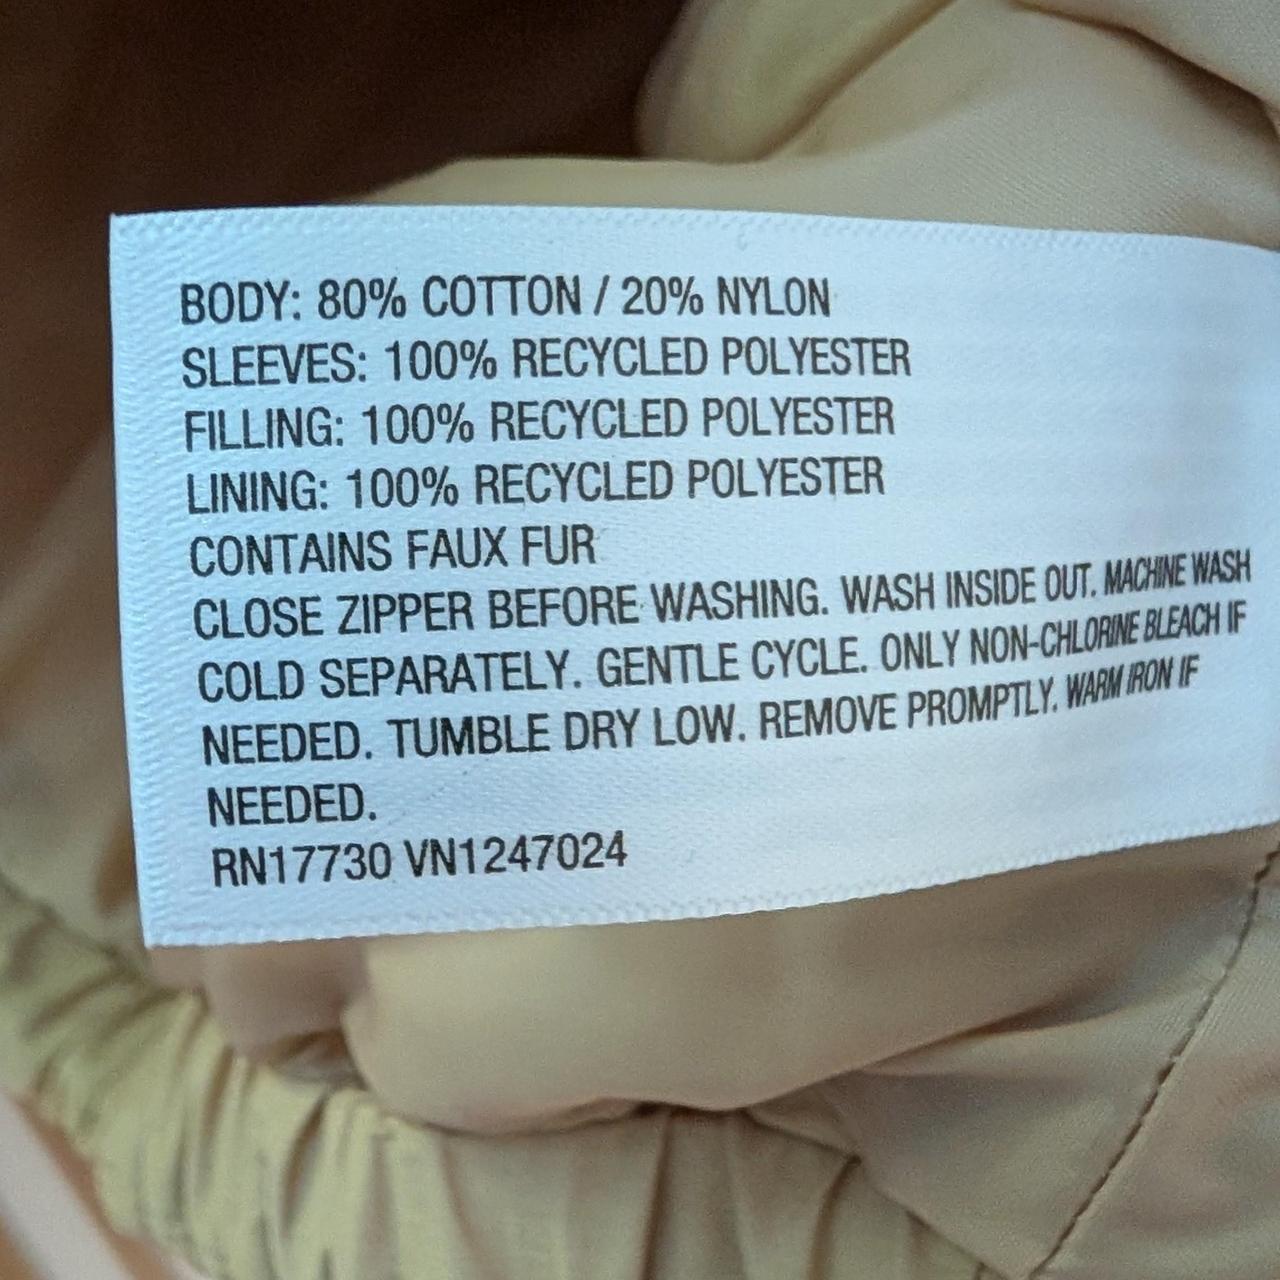 BODY: 80% COTTON / 20% NYLON
SLEEVES: 100% RECYCLED POLYESTER
FILLING: 100% RECYCLED POLYESTER
LINING: 100% RECYCLED POLYESTER
CONTAINS FAUX FUR
CLOSE ZIPPER BEFORE WASHING. WASH INSIDE OUT. MACHINE WASH
COLD SEPARATELY. GENTLE CYCLE. ONLY NON-CHLORINE BLEACH IF
NEEDED. TUMBLE DRY LOW. REMOVE PROMPTLY. WARM IRON IF
NEEDED.
RN17730 VN1247024